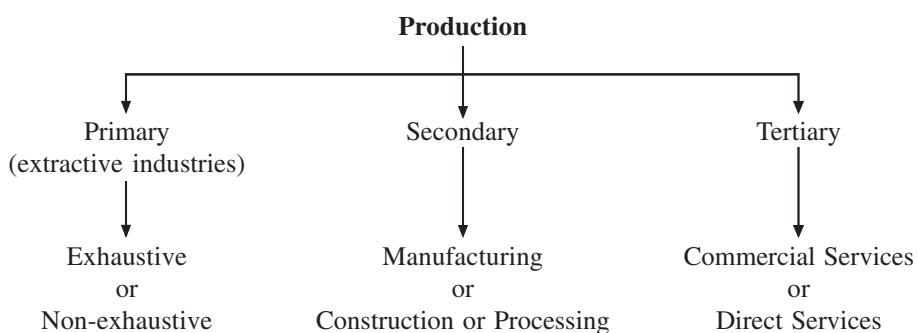 Production
Primary
(extractive industries)
Secondary
Tertiary
Exhaustive
or
Non-exhaustive
Manufacturing
or
Construction or Processing
Commercial Services
or
Direct Services